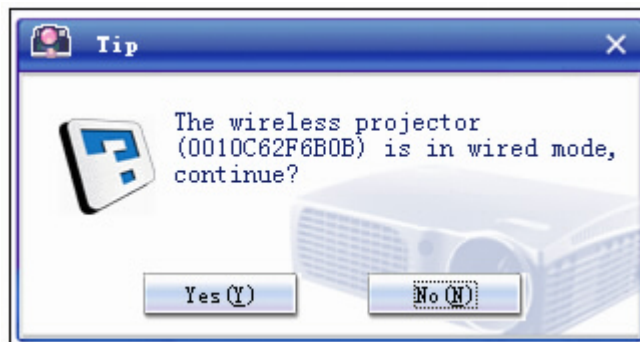 Tip
The wireless projector
(0010C62F6B0B) is in wired mode,
continue?
Yes(Y) No(N)